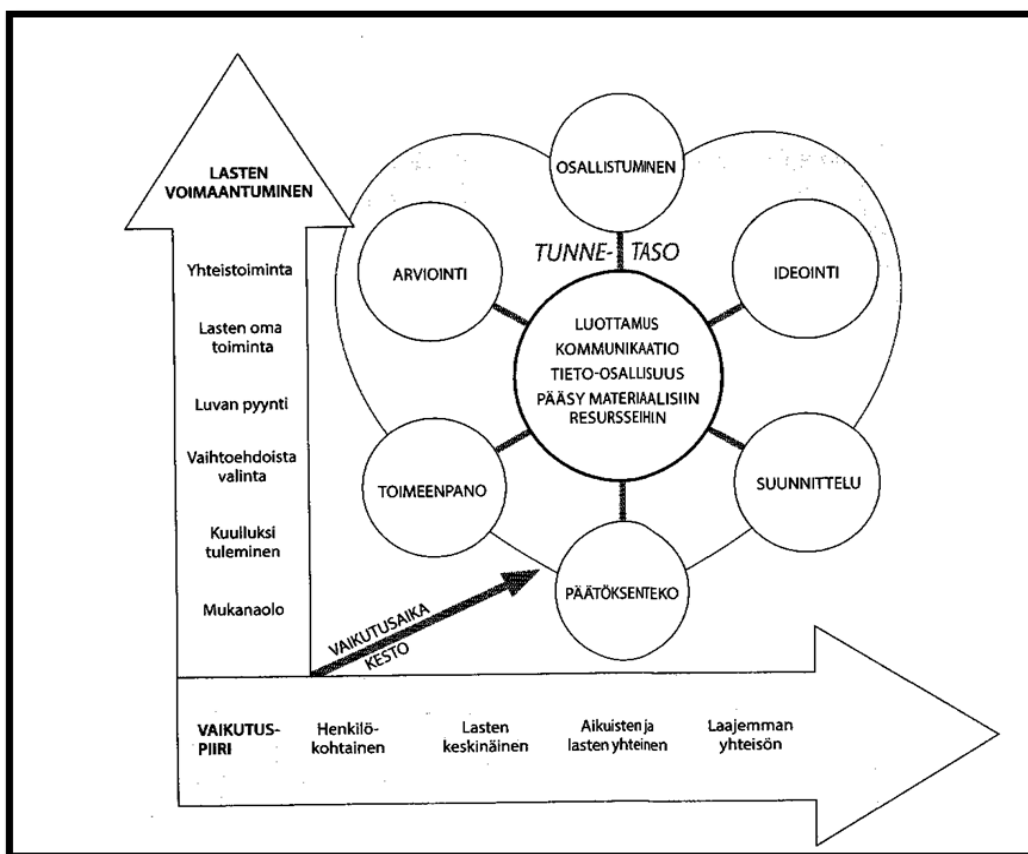 LASTEN
VOIMAANTUMINEN
Yhteistoiminta
Lasten oma
toiminta
Luvan pyynti
Vaihtoehdoista
valinta
Kuulluksi
tuleminen
Mukanaolo
OSALLISTUMINEN
TUNNE- TASO
ARVIOINTI
IDEOINTI
LUOTTAMUS
KOMMUNIKAATIO
TIETO-OSALLISUUS
PÄÄSY MATERIAALISIIN
RESURSSEIHIN
TOIMEENPANO
SUUNNITTELU
PÄÄTÖKSENTEKO
VAIKUTUSAIKA
KESTO
VAIKUTUS-
PIIRI
Henkilö-
kohtainen
Lasten
keskinäinen
Aikuisten ja
lasten yhteinen
Laajemman
yhteisön